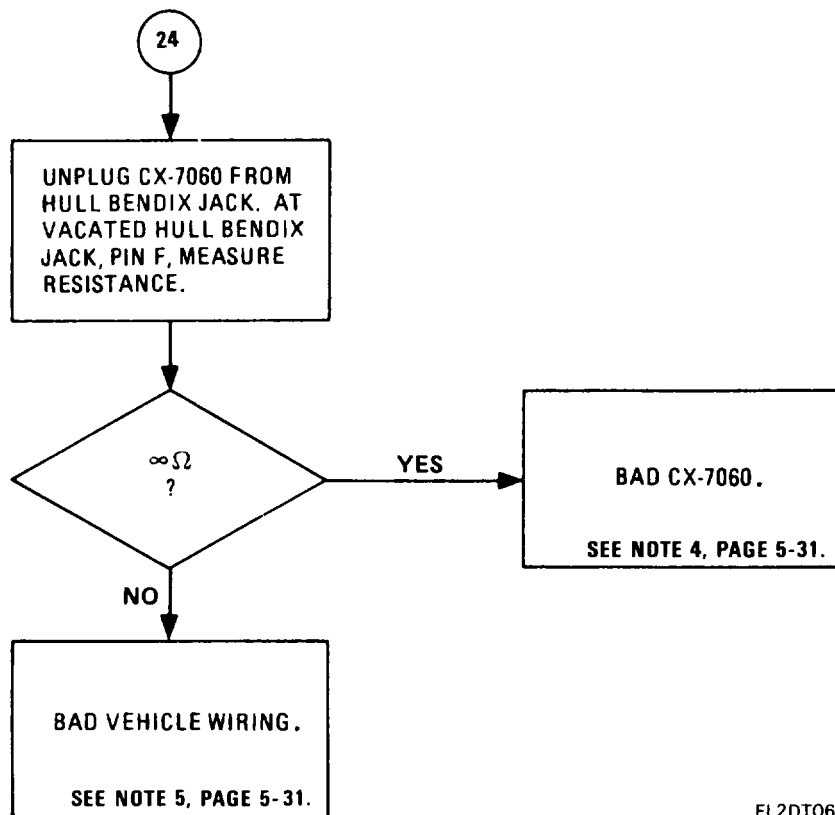 24
UNPLUG CX-7060 FROM
HULL BENDIX JACK. AT
VACATED HULL BENDIX
JACK, PIN F, MEASURE
RESISTANCE.
∞Ω
?
YES
BAD CX-7060.
SEE NOTE 4, PAGE 5-31.
NO
BAD VEHICLE WIRING.
SEE NOTE 5, PAGE 5-31.
EL2DT06